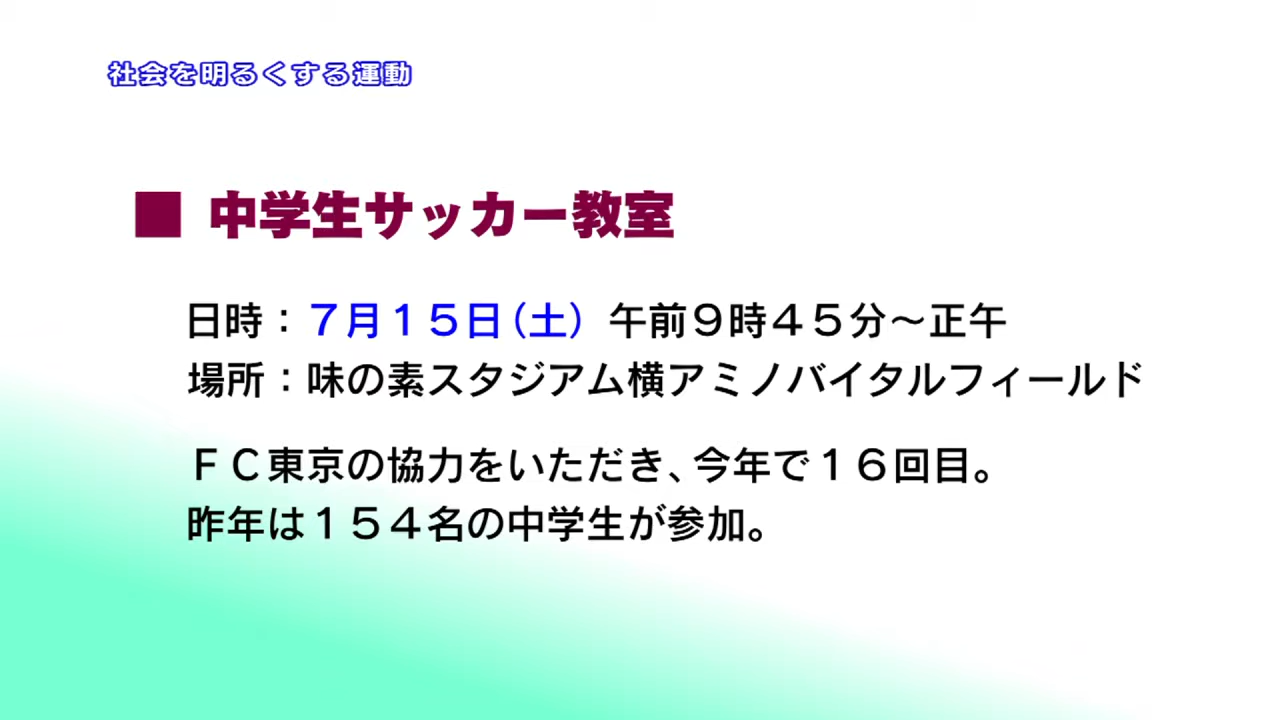 社会を明るくする運動
■ 中学生サッカー教室
日時：７月１５日（土） 午前９時４５分～正午
場所：味の素スタジアム横アミノバイタルフィールド
ＦＣ東京の協力をいただき、今年で１６回目。
昨年は１５４名の中学生が参加。